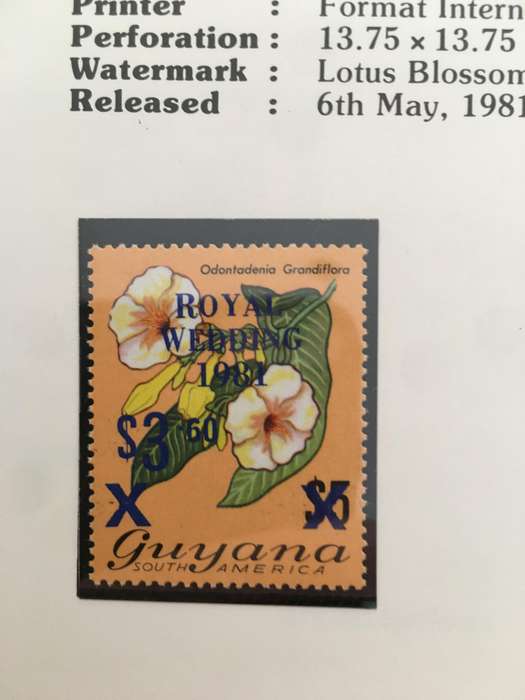 Printer : Format Intern
Perforation : 13.75 × 13.75
Watermark : Lotus Blossom
Released : 6th May, 1981
Odontadenia Grandiflora
ROYAL
WEDDING
1981
$3.60
X X
$5
Guyana
SOUTH AMERICA